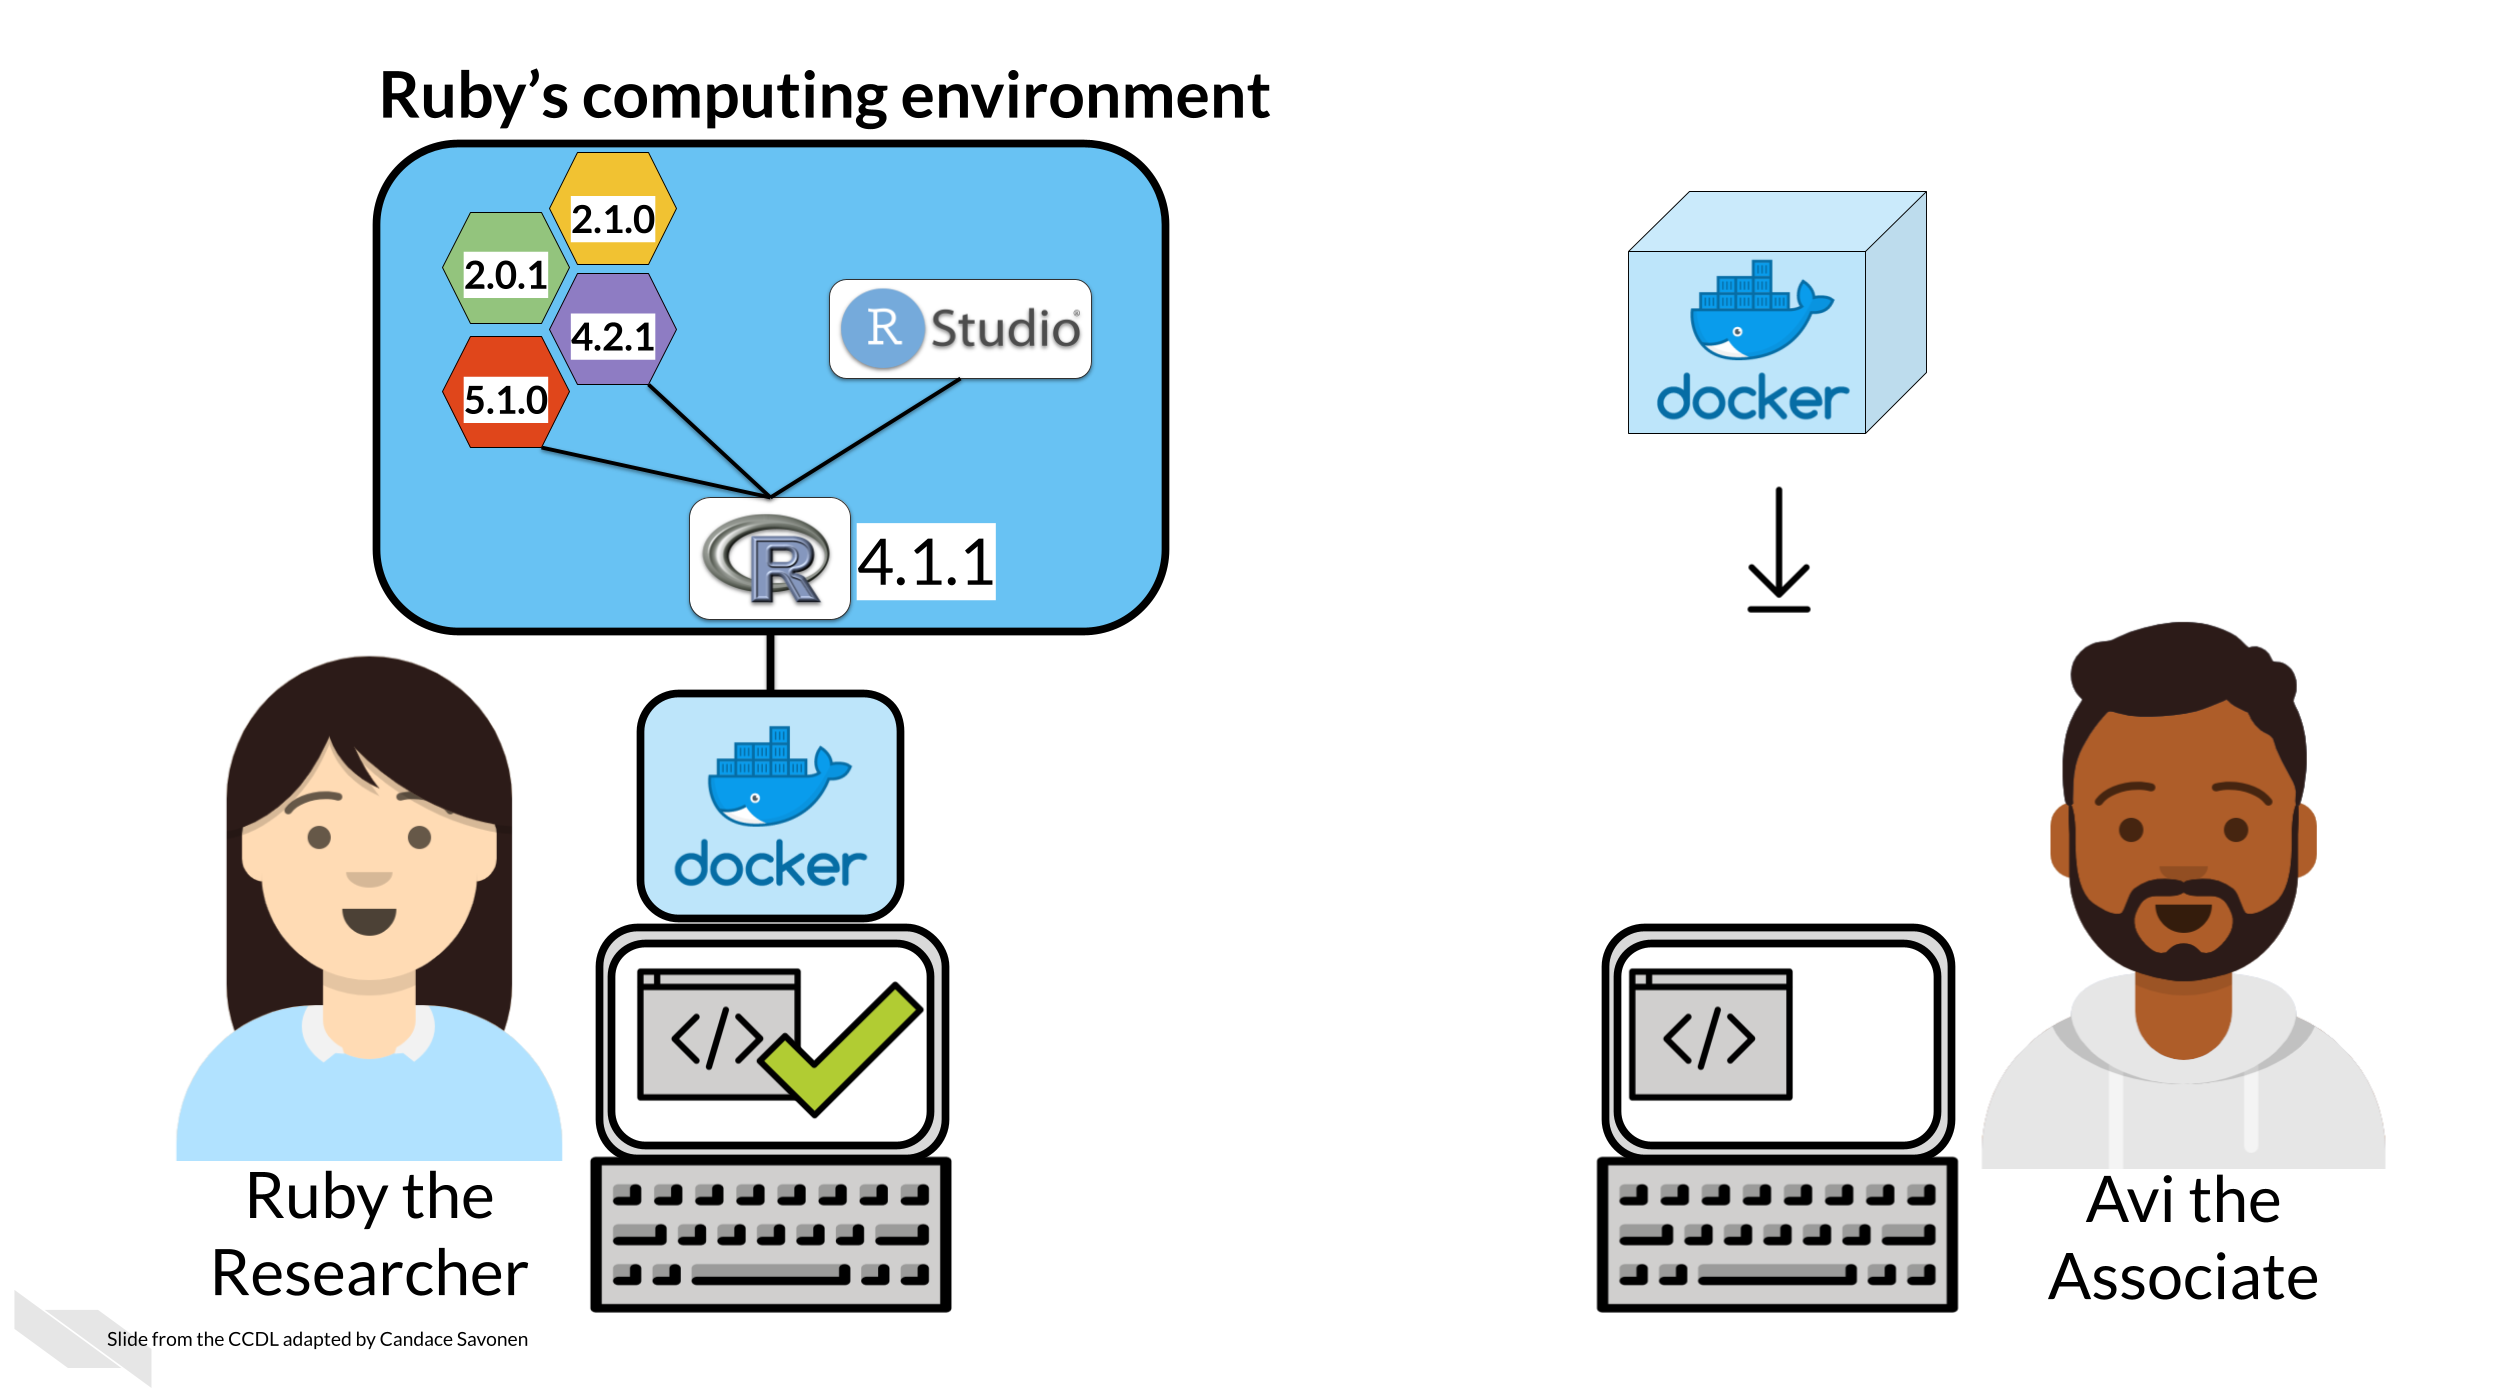 Ruby’s computing environment
2.1.0
2.0.1
4.2.1
5.1.0
R Studio®
R 4.1.1
docker
docker
</>
</>
Ruby the
Researcher
Avi the
Associate
Slide from the CCDL adapted by Candace Savonen